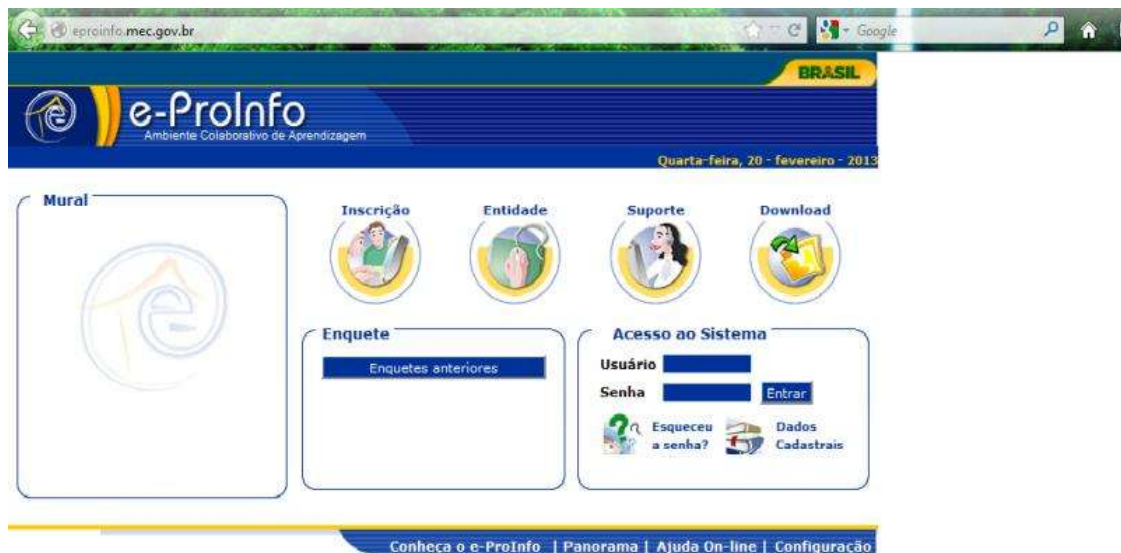 eproinfo.mec.gov.br
Google
BRASIL
e-ProInfo
Ambiente Colaborativo de Aprendizagem
Quarta-feira, 20 - fevereiro - 2013
Mural
Inscrição Entidade Suporte Download
Enquete
Enquetes anteriores
Acesso ao Sistema
Usuário
Senha Entrar
Esqueceu a senha?
Dados Cadastrais
Conheça o e-ProInfo | Panorama | Ajuda On-line | Configuração